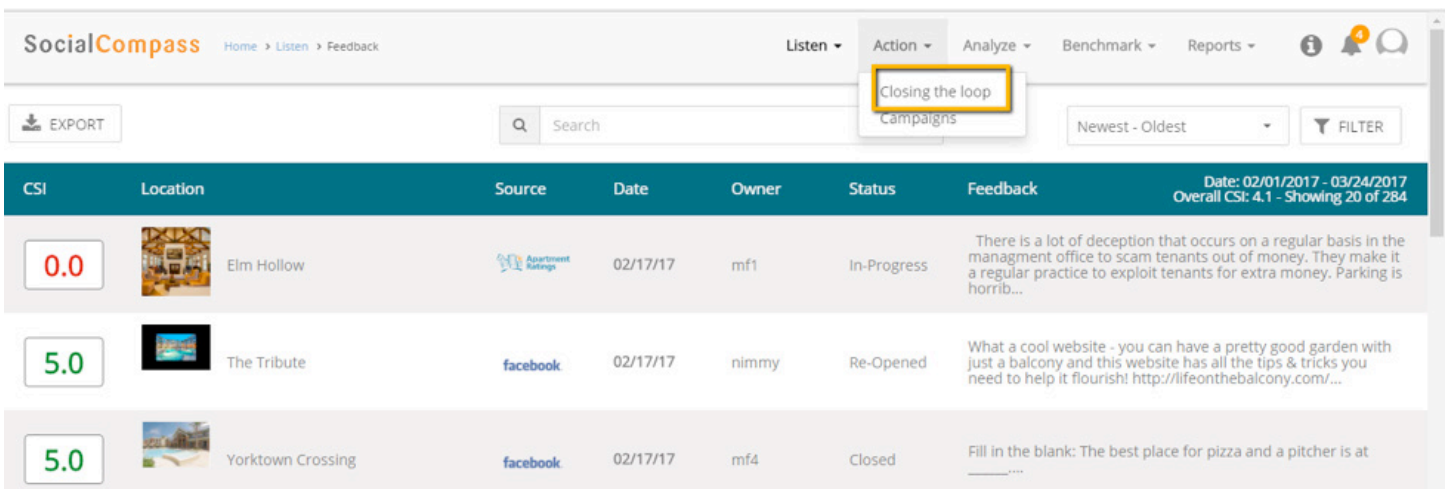 SocialCompass Home > Listen > Feedback Listen Action Analyze Benchmark Reports 4
Closing the loop
Campaigns
EXPORT Search Newest - Oldest FILTER
CSI Location Source Date Owner Status Feedback
Date: 02/01/2017 - 03/24/2017
Overall CSI: 4.1 - Showing 20 of 284
0.0 Elm Hollow Apartment Ratings 02/17/17 mf1 In-Progress
There is a lot of deception that occurs on a regular basis in the
managment office to scam tenants out of money. They make it
a regular practice to exploit tenants for extra money. Parking is
horrib...
5.0 The Tribute facebook 02/17/17 nimmy Re-Opened
What a cool website - you can have a pretty good garden with
just a balcony and this website has all the tips & tricks you
need to help it flourish! http://lifeonthebalcony.com/...
5.0 Yorktown Crossing facebook 02/17/17 mf4 Closed
Fill in the blank: The best place for pizza and a pitcher is at
______....